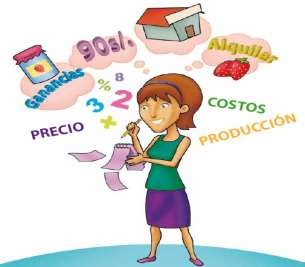 90s/.
Ganancias
Alquiler
% 8
3 2
×
COSTOS
PRECIO
PRODUCCIÓN